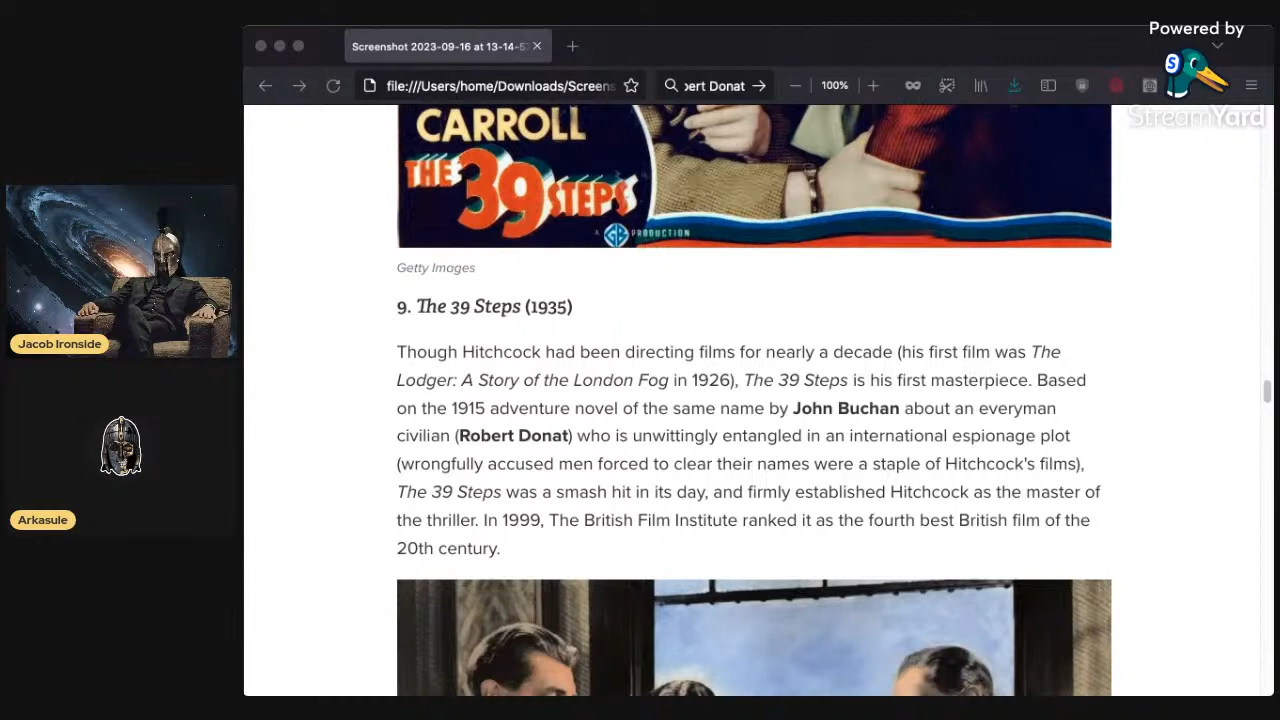 Powered by
StreamYard
Screenshot 2023-09-16 at 13-14-5
file:///Users/home/Downloads/Screens
bert Donat
100%
CARROLL
THE 39 STEPS
A GB PRODUCTION
Getty Images
9. The 39 Steps (1935)
Though Hitchcock had been directing films for nearly a decade (his first film was The
Lodger: A Story of the London Fog in 1926), The 39 Steps is his first masterpiece. Based
on the 1915 adventure novel of the same name by John Buchan about an everyman
civilian (Robert Donat) who is unwittingly entangled in an international espionage plot
(wrongfully accused men forced to clear their names were a staple of Hitchcock's films),
The 39 Steps was a smash hit in its day, and firmly established Hitchcock as the master of
the thriller. In 1999, The British Film Institute ranked it as the fourth best British film of the
20th century.
Jacob Ironside
Arkasule